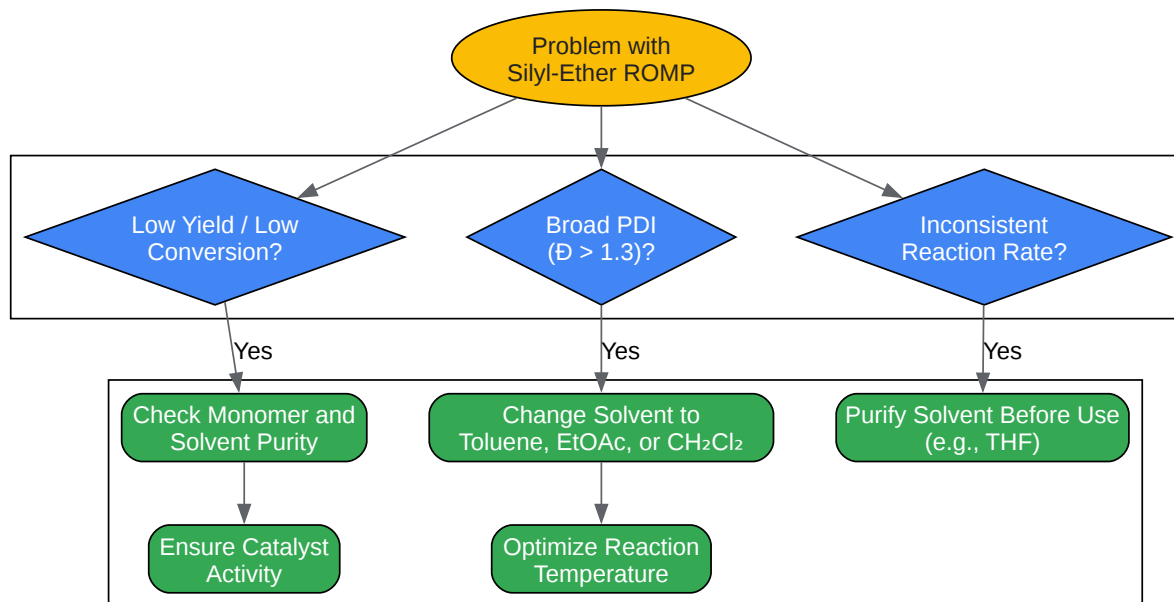 Problem with
Silyl-Ether ROMP
Low Yield / Low
Conversion?
Broad PDI
(Đ > 1.3)?
Inconsistent
Reaction Rate?
Yes
Yes
Yes
Check Monomer and
Solvent Purity
Change Solvent to
Toluene, EtOAc, or CH₂Cl₂
Purify Solvent Before Use
(e.g., THF)
Ensure Catalyst
Activity
Optimize Reaction
Temperature